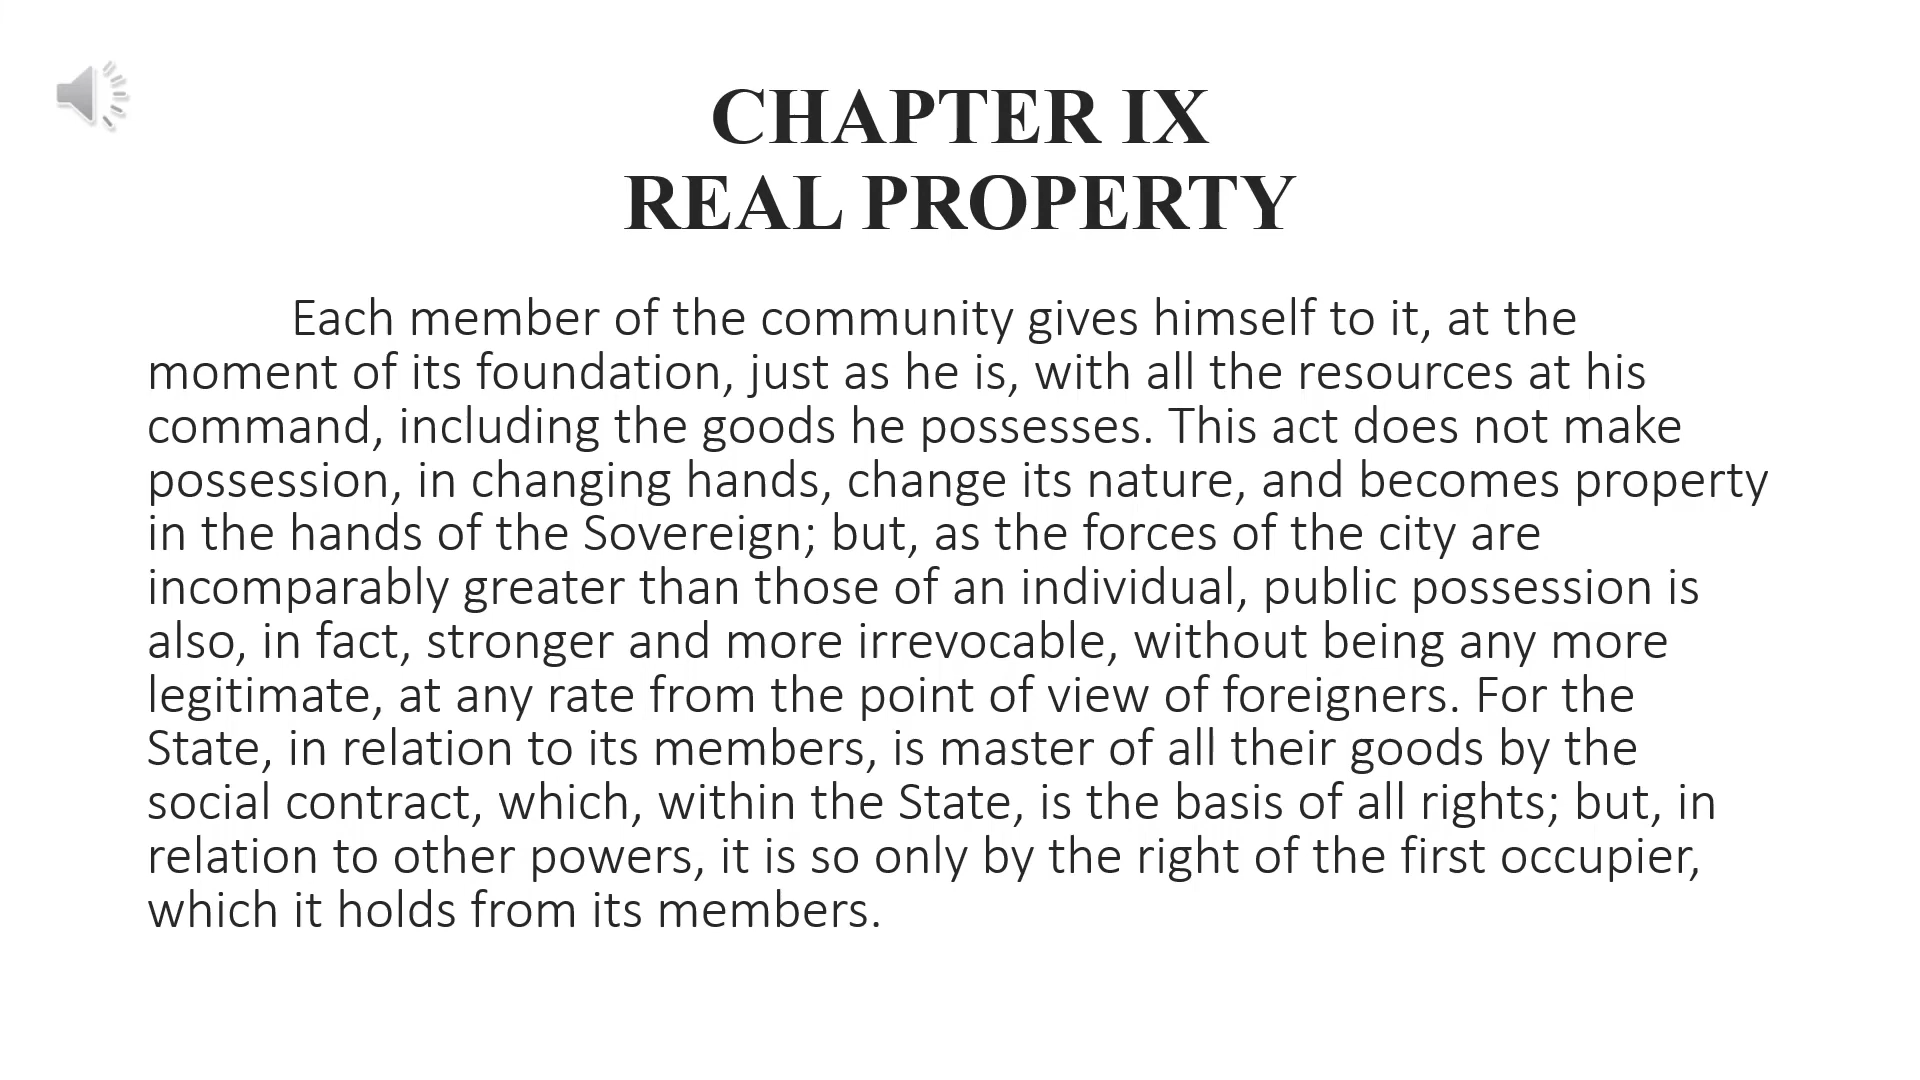 CHAPTER IX
REAL PROPERTY
Each member of the community gives himself to it, at the
moment of its foundation, just as he is, with all the resources at his
command, including the goods he possesses. This act does not make
possession, in changing hands, change its nature, and becomes property
in the hands of the Sovereign; but, as the forces of the city are
incomparably greater than those of an individual, public possession is
also, in fact, stronger and more irrevocable, without being any more
legitimate, at any rate from the point of view of foreigners. For the
State, in relation to its members, is master of all their goods by the
social contract, which, within the State, is the basis of all rights; but, in
relation to other powers, it is so only by the right of the first occupier,
which it holds from its members.